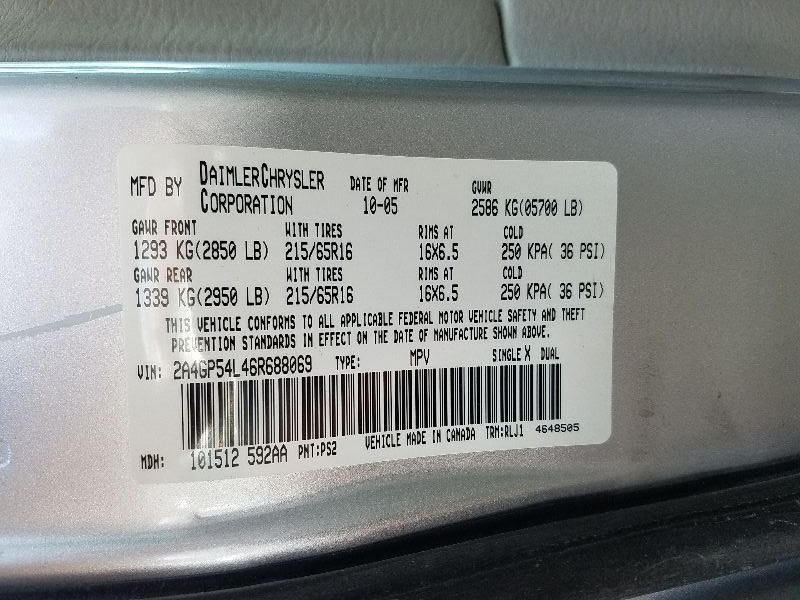 MFD BY DAIMLERCHRYSLER CORPORATION DATE OF MFR 10-05 GVWR 2586 KG(05700 LB)
GAWR FRONT WITH TIRES RIMS AT COLD
1293 KG(2850 LB) 215/65R16 16X6.5 250 KPA( 36 PSI)
GAWR REAR WITH TIRES RIMS AT COLD
1339 KG(2950 LB) 215/65R16 16X6.5 250 KPA( 36 PSI)
THIS VEHICLE CONFORMS TO ALL APPLICABLE FEDERAL MOTOR VEHICLE SAFETY AND THEFT
PREVENTION STANDARDS IN EFFECT ON THE DATE OF MANUFACTURE SHOWN ABOVE.
VIN: 2A4GP54L46R688069 TYPE: MPV SINGLE X DUAL
MDH: 101512 592AA PNT:PS2 VEHICLE MADE IN CANADA TRM:RLJ1 4648505